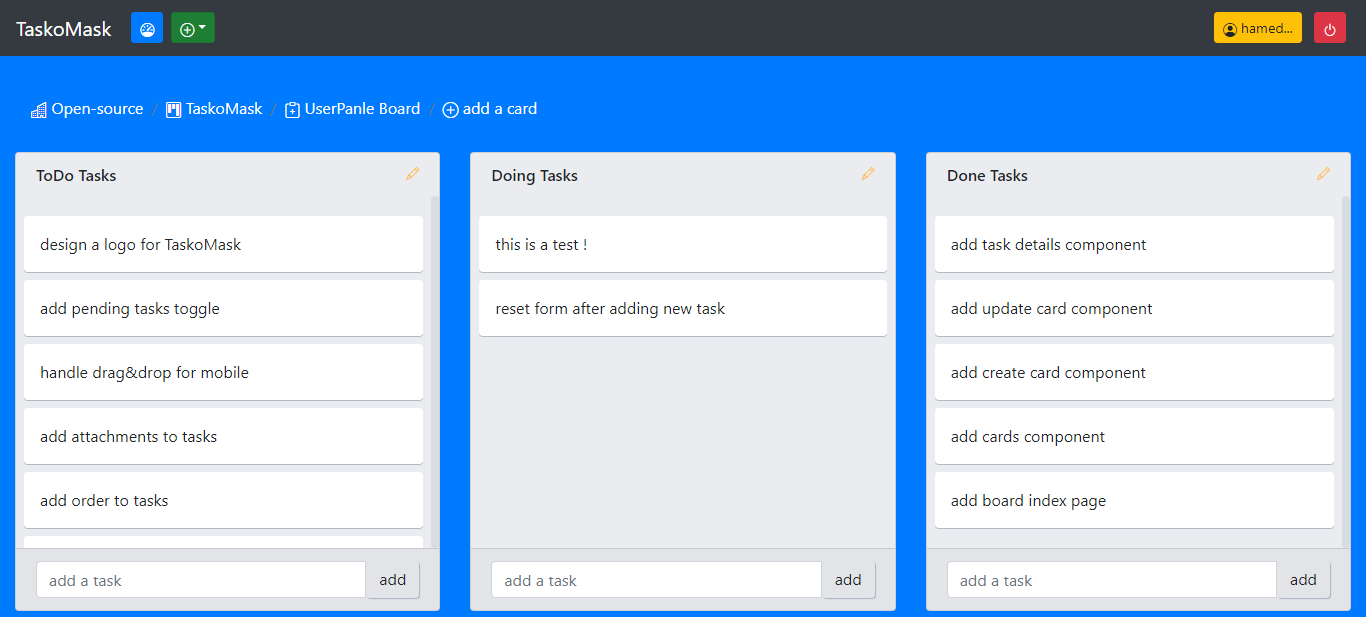 TaskoMask
hamed...
Open-source / TaskoMask / UserPanle Board / add a card
ToDo Tasks
design a logo for TaskoMask
add pending tasks toggle
handle drag&drop for mobile
add attachments to tasks
add order to tasks
add a task
add
Doing Tasks
this is a test !
reset form after adding new task
add a task
add
Done Tasks
add task details component
add update card component
add create card component
add cards component
add board index page
add a task
add